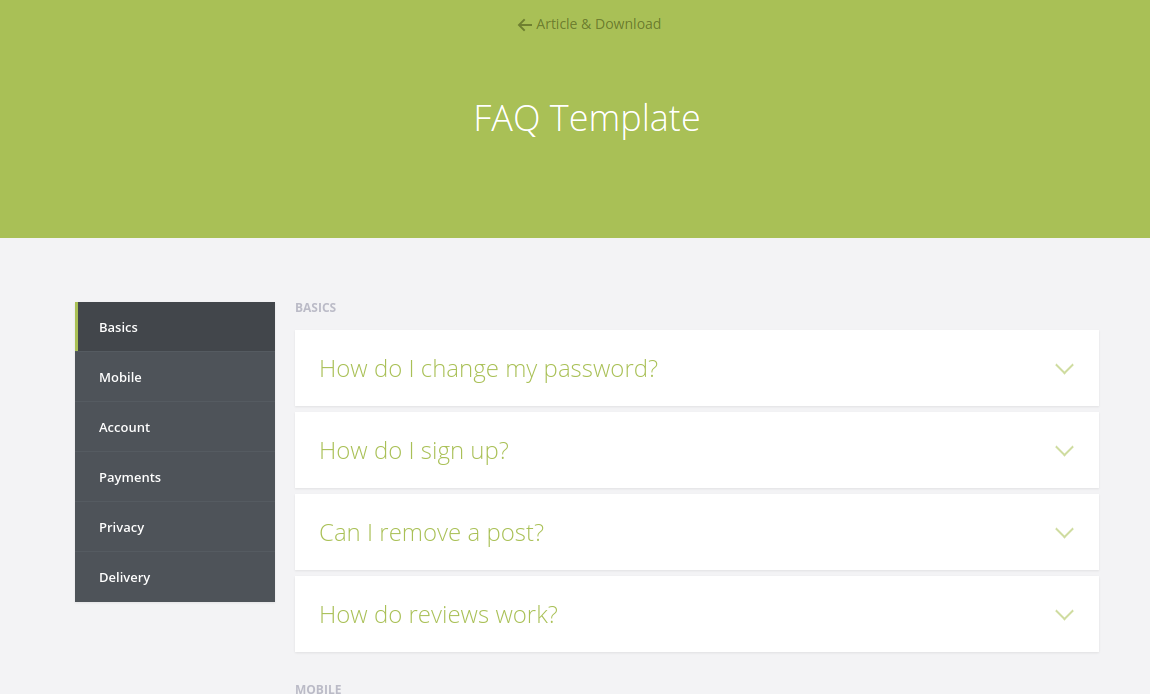 Article & Download
FAQ Template
Basics
Mobile
Account
Payments
Privacy
Delivery
BASICS
How do I change my password?
How do I sign up?
Can I remove a post?
How do reviews work?
MOBILE